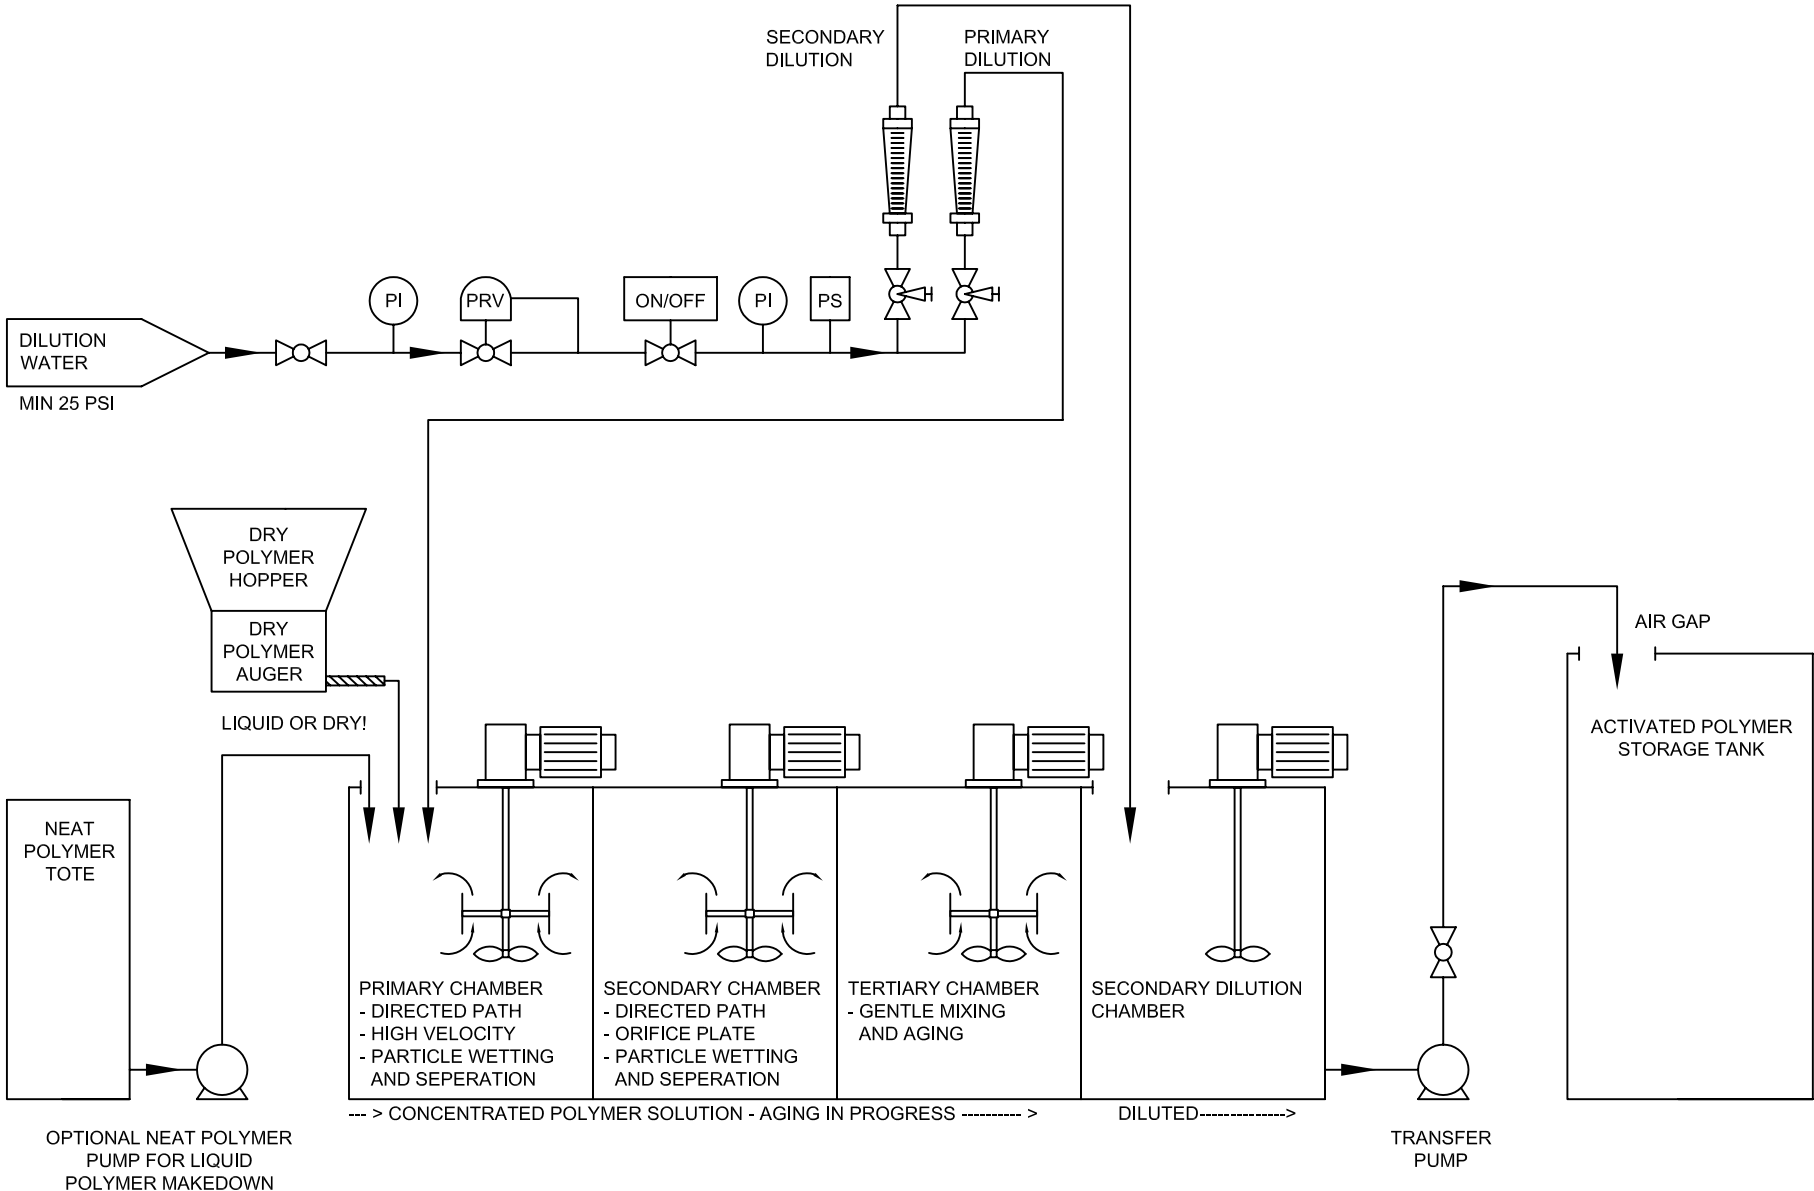 SECONDARY
DILUTION
PRIMARY
DILUTION
PI
PRV
ON/OFF
PI
PS
DILUTION
WATER
MIN 25 PSI
DRY
POLYMER
HOPPER
DRY
POLYMER
AUGER
LIQUID OR DRY!
AIR GAP
ACTIVATED POLYMER
STORAGE TANK
NEAT
POLYMER
TOTE
PRIMARY CHAMBER
- DIRECTED PATH
- HIGH VELOCITY
- PARTICLE WETTING
AND SEPERATION
SECONDARY CHAMBER
- DIRECTED PATH
- ORIFICE PLATE
- PARTICLE WETTING
AND SEPERATION
TERTIARY CHAMBER
- GENTLE MIXING
AND AGING
SECONDARY DILUTION
CHAMBER
--- > CONCENTRATED POLYMER SOLUTION - AGING IN PROGRESS ---------- >
DILUTED-------------->
OPTIONAL NEAT POLYMER
PUMP FOR LIQUID
POLYMER MAKEDOWN
TRANSFER
PUMP